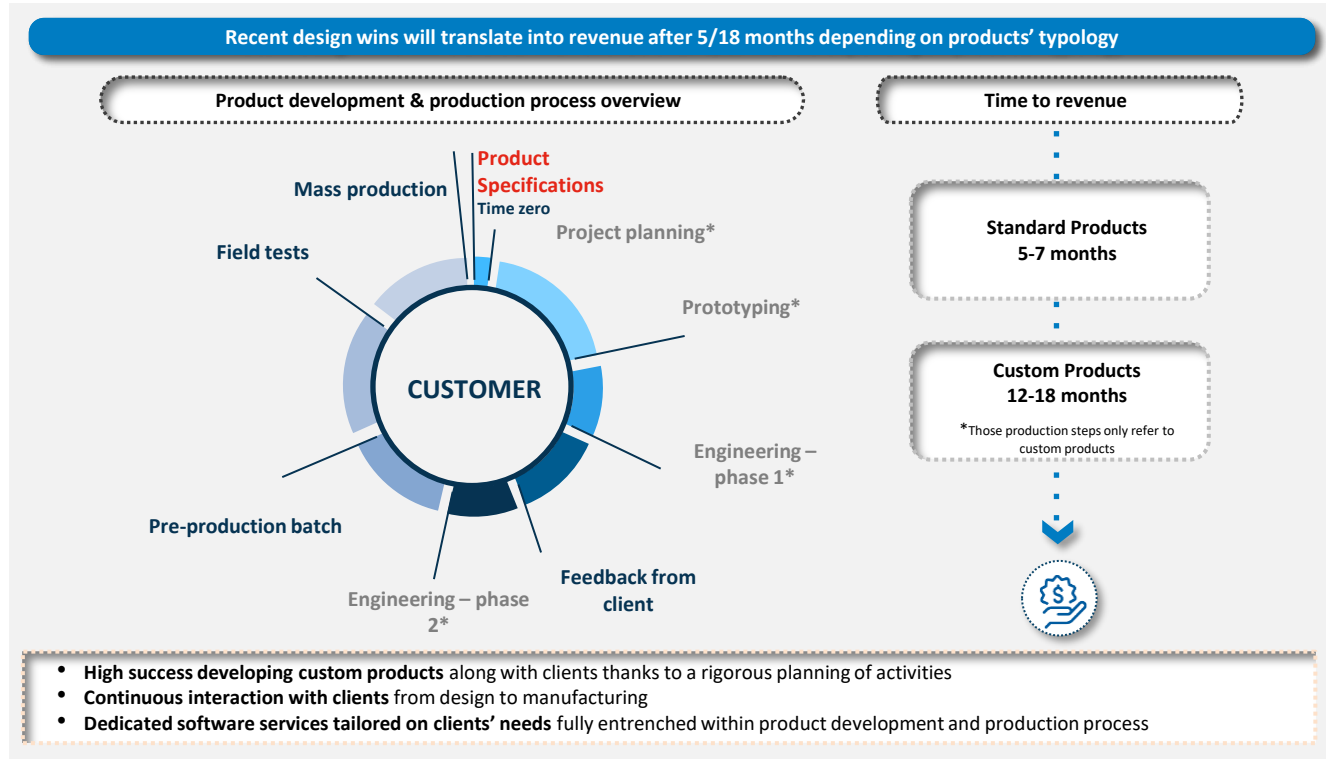 Recent design wins will translate into revenue after 5/18 months depending on products’ typology
Product development & production process overview
Product
Specifications
Time zero
Project planning*
Prototyping*
Engineering –
phase 1*
Feedback from
client
Engineering – phase
2*
Pre-production batch
Field tests
Mass production
CUSTOMER
Time to revenue
Standard Products
5-7 months
Custom Products
12-18 months
*Those production steps only refer to
custom products
$
• High success developing custom products along with clients thanks to a rigorous planning of activities
• Continuous interaction with clients from design to manufacturing
• Dedicated software services tailored on clients’ needs fully entrenched within product development and production process